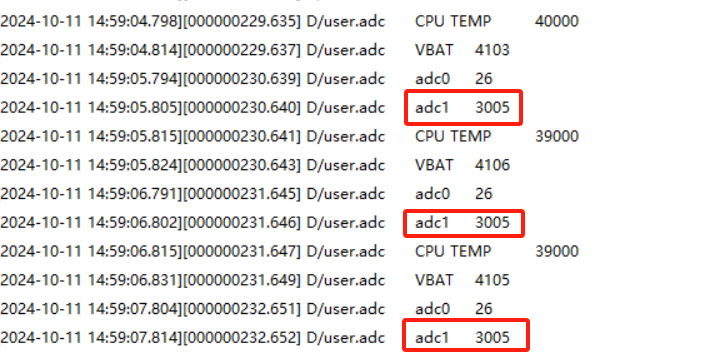 2024-10-11 14:59:04.798][000000229.635] D/user.adc CPU TEMP 40000
2024-10-11 14:59:04.814][000000229.637] D/user.adc VBAT 4103
2024-10-11 14:59:05.794][000000230.639] D/user.adc adc0 26
2024-10-11 14:59:05.805][000000230.640] D/user.adc adc1 3005
2024-10-11 14:59:05.815][000000230.641] D/user.adc CPU TEMP 39000
2024-10-11 14:59:05.824][000000230.643] D/user.adc VBAT 4106
2024-10-11 14:59:06.791][000000231.645] D/user.adc adc0 26
2024-10-11 14:59:06.802][000000231.646] D/user.adc adc1 3005
2024-10-11 14:59:06.815][000000231.647] D/user.adc CPU TEMP 39000
2024-10-11 14:59:06.831][000000231.649] D/user.adc VBAT 4105
2024-10-11 14:59:07.804][000000232.651] D/user.adc adc0 26
2024-10-11 14:59:07.814][000000232.652] D/user.adc adc1 3005